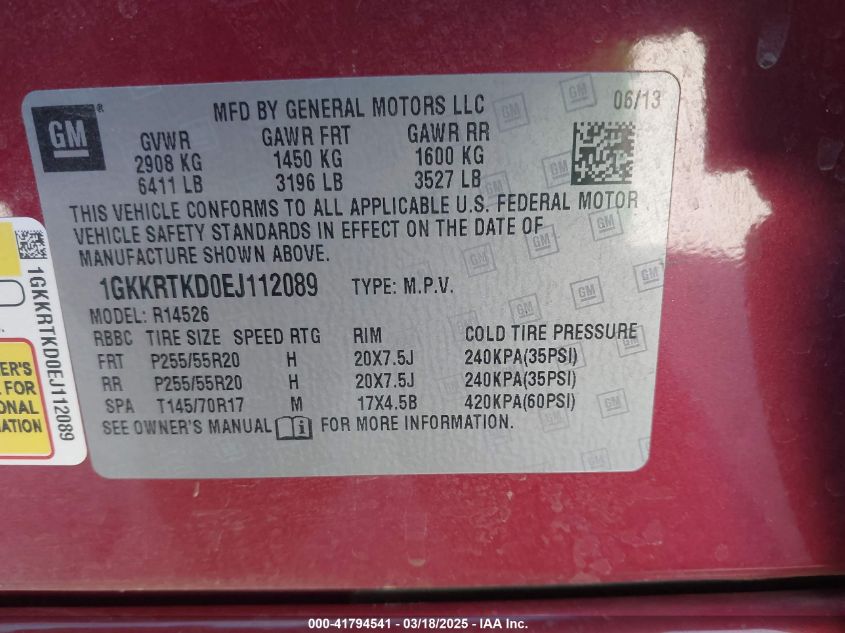 MFD BY GENERAL MOTORS LLC 06/13
GM ®
GVWR GAWR FRT GAWR RR
2908 KG 1450 KG 1600 KG
6411 LB 3196 LB 3527 LB
THIS VEHICLE CONFORMS TO ALL APPLICABLE U.S. FEDERAL MOTOR
VEHICLE SAFETY STANDARDS IN EFFECT ON THE DATE OF
MANUFACTURE SHOWN ABOVE.
1GKKRTKD0EJ112089 TYPE: M.P.V.
MODEL: R14526
RBBC TIRE SIZE SPEED RTG RIM COLD TIRE PRESSURE
FRT P255/55R20 H 20X7.5J 240KPA(35PSI)
RR P255/55R20 H 20X7.5J 240KPA(35PSI)
SPA T145/70R17 M 17X4.5B 420KPA(60PSI)
SEE OWNER'S MANUAL FOR MORE INFORMATION.
1GKKRTKD0EJ112089
000-41794541 / 03/18/2025 - IAA Inc.